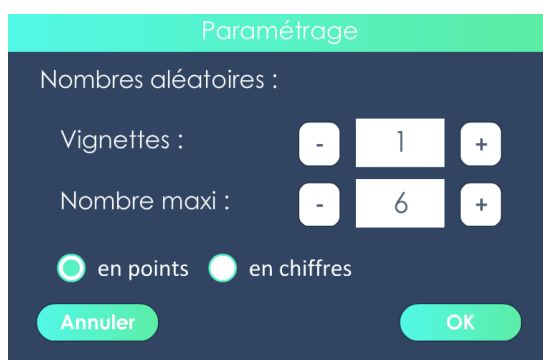 Paramétrage
Nombres aléatoires :
Vignettes : - 1 +
Nombre maxi : - 6 +
en points en chiffres
Annuler OK